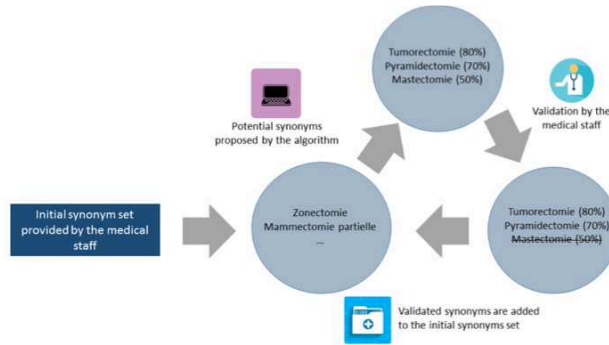 Tumorectomie (80%)
Pyramidectomie (70%)
Mastectomie (50%)
Potential synonyms
proposed by the algorithm
Validation by the
medical staff
Initial synonym set
provided by the medical
staff
Zonectomie
Mammectomie partielle
...
Tumorectomie (80%)
Pyramidectomie (70%)
Mastectomie (50%)
Validated synonyms are added
to the initial synonyms set